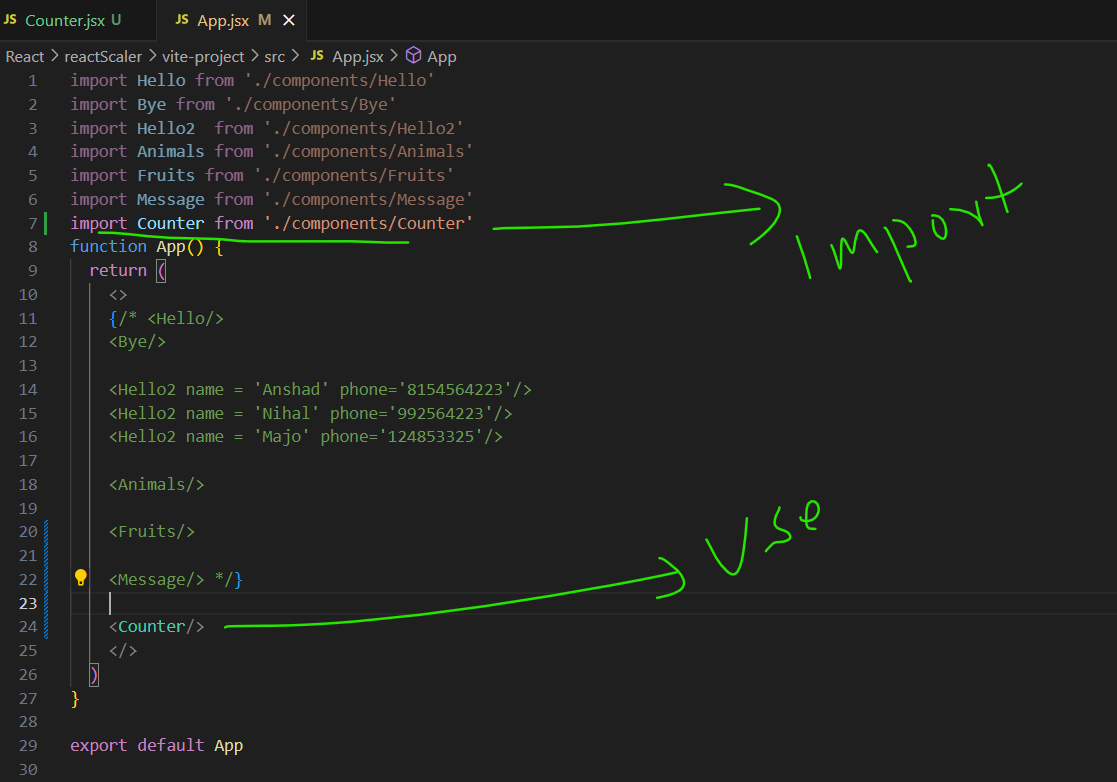 JS Counter.jsx U JS App.jsx M ×
React > reactScaler > vite-project > src > JS App.jsx > App
1 import Hello from './components/Hello'
2 import Bye from './components/Bye'
3 import Hello2  from './components/Hello2'
4 import Animals from './components/Animals'
5 import Fruits from './components/Fruits'
6 import Message from './components/Message'
7 import Counter from './components/Counter'
Import
8 function App() {
9   return (
10     <>
11     {/* <Hello/>
12     <Bye/>
13
14     <Hello2 name = 'Anshad' phone='8154564223'/>
15     <Hello2 name = 'Nihal' phone='992564223'/>
16     <Hello2 name = 'Majo' phone='124853325'/>
17
18     <Animals/>
19
20     <Fruits/>
21
22     <Message/> */}
23
24     <Counter/>
Use
25     </>
26   )
27 }
28
29 export default App
30